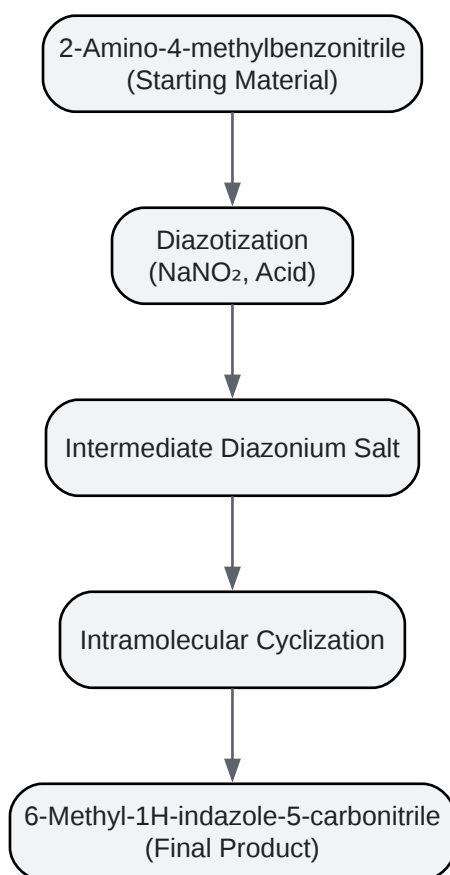 2-Amino-4-methylbenzonitrile
(Starting Material)
Diazotization
(NaNO₂, Acid)
Intermediate Diazonium Salt
Intramolecular Cyclization
6-Methyl-1H-indazole-5-carbonitrile
(Final Product)